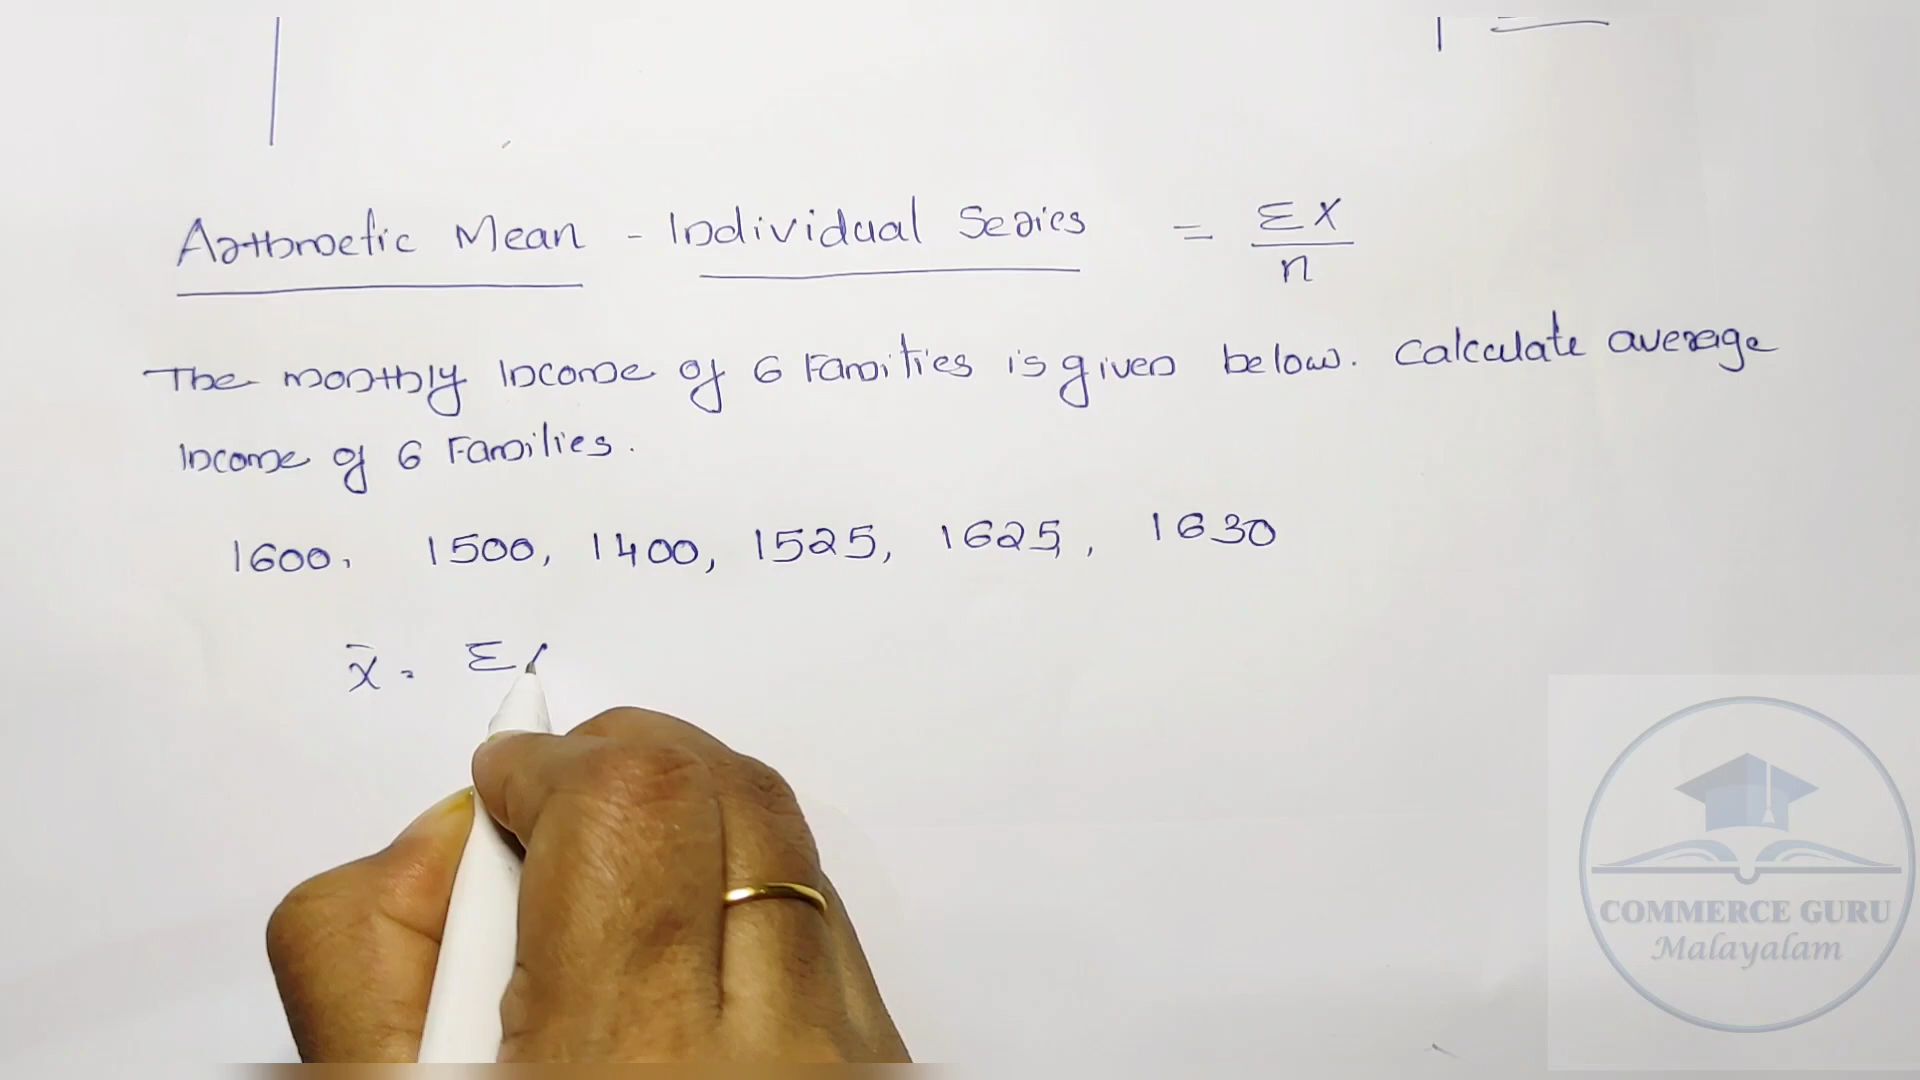 Arithmetic Mean - Individual Series = ΣX
n
The monthly Income of 6 Families is given below. Calculate average
Income of 6 Families.
1600, 1500, 1400, 1525, 1625, , 1630
x̄ = Σ
COMMERCE GURU
Malayalam